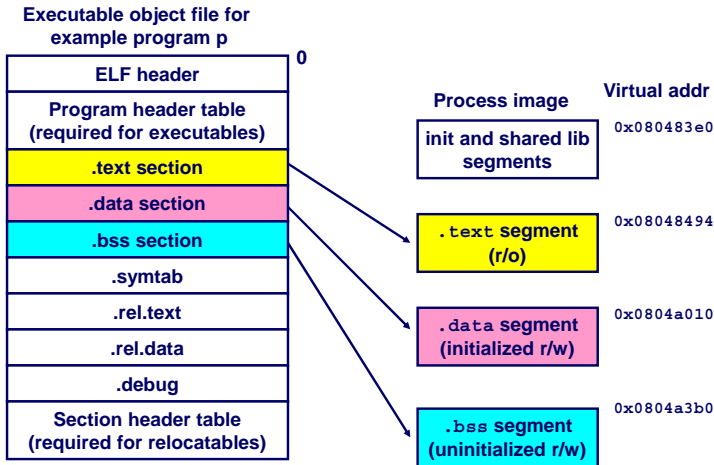 Executable object file for
example program p
0
ELF header
Program header table
(required for executables)
.text section
.data section
.bss section
.symtab
.rel.text
.rel.data
.debug
Section header table
(required for relocatables)
Process image
Virtual addr
init and shared lib
segments
0x080483e0
.text segment
(r/o)
0x08048494
.data segment
(initialized r/w)
0x0804a010
.bss segment
(uninitialized r/w)
0x0804a3b0